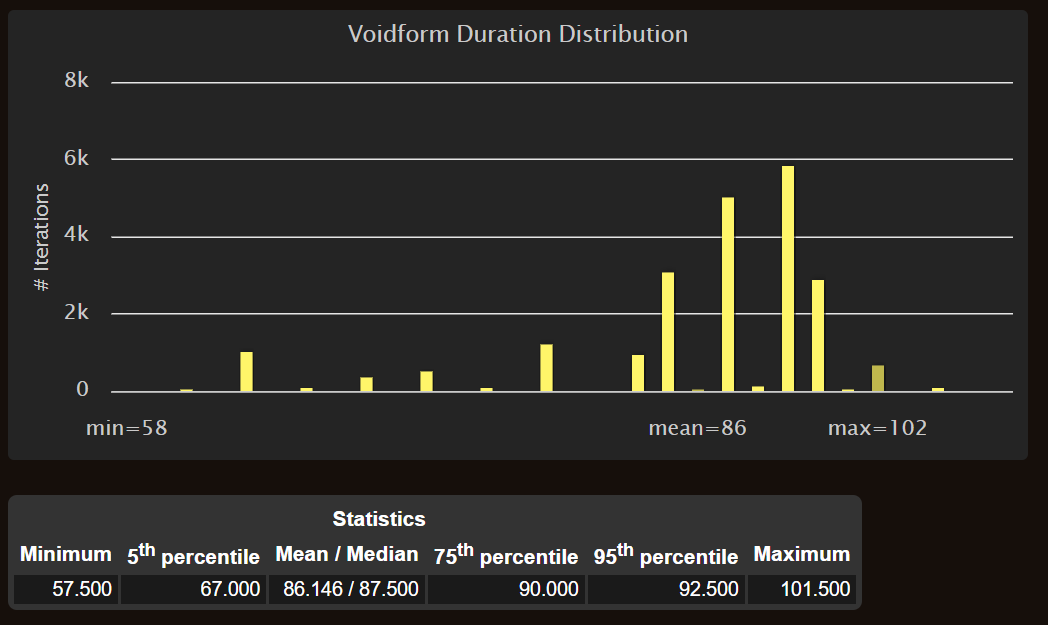 Voidform Duration Distribution
8k
6k
4k
2k
0
# Iterations
min=58 mean=86 max=102
Statistics
Minimum 5th percentile Mean / Median 75th percentile 95th percentile Maximum
57.500 67.000 86.146 / 87.500 90.000 92.500 101.500